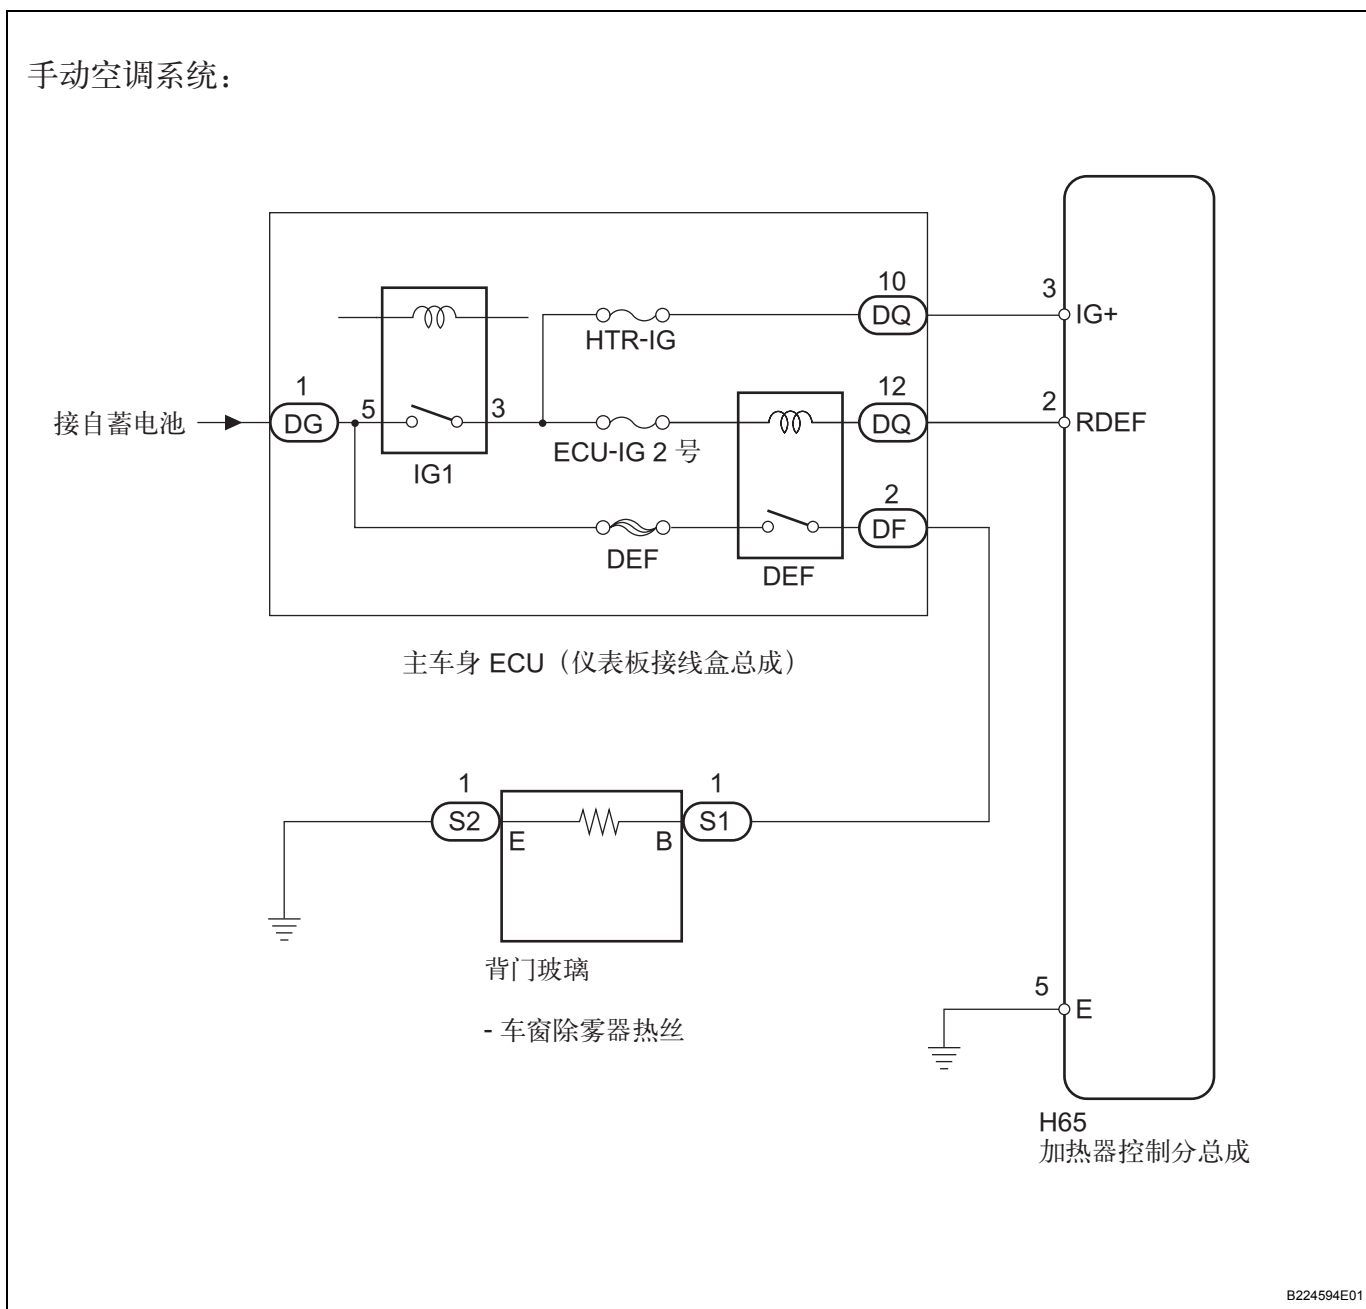 手动空调系统：
10
DQ
3
IG+
HTR-IG
1
12
接自蓄电池
DG
5
3
DQ
2
RDEF
IG1
ECU-IG 2 号
2
DF
DEF
DEF
主车身 ECU（仪表板接线盒总成）
1
1
S2
S1
E
B
背门玻璃
- 车窗除雾器热丝
5
E
H65
加热器控制分总成
B224594E01